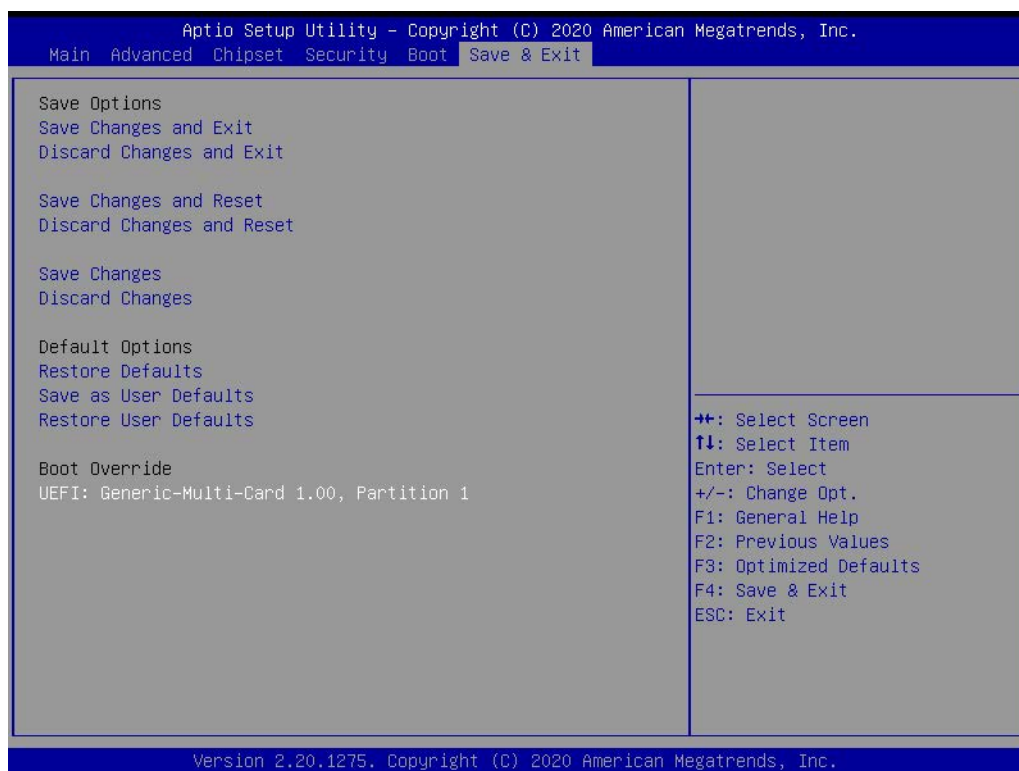 Aptio Setup Utility – Copyright (C) 2020 American Megatrends, Inc.
Main Advanced Chipset Security Boot Save & Exit
Save Options
Save Changes and Exit
Discard Changes and Exit
Save Changes and Reset
Discard Changes and Reset
Save Changes
Discard Changes
Default Options
Restore Defaults
Save as User Defaults
Restore User Defaults
Boot Override
UEFI: Generic-Multi-Card 1.00, Partition 1
→←: Select Screen
↑↓: Select Item
Enter: Select
+/-: Change Opt.
F1: General Help
F2: Previous Values
F3: Optimized Defaults
F4: Save & Exit
ESC: Exit
Version 2.20.1275. Copyright (C) 2020 American Megatrends, Inc.